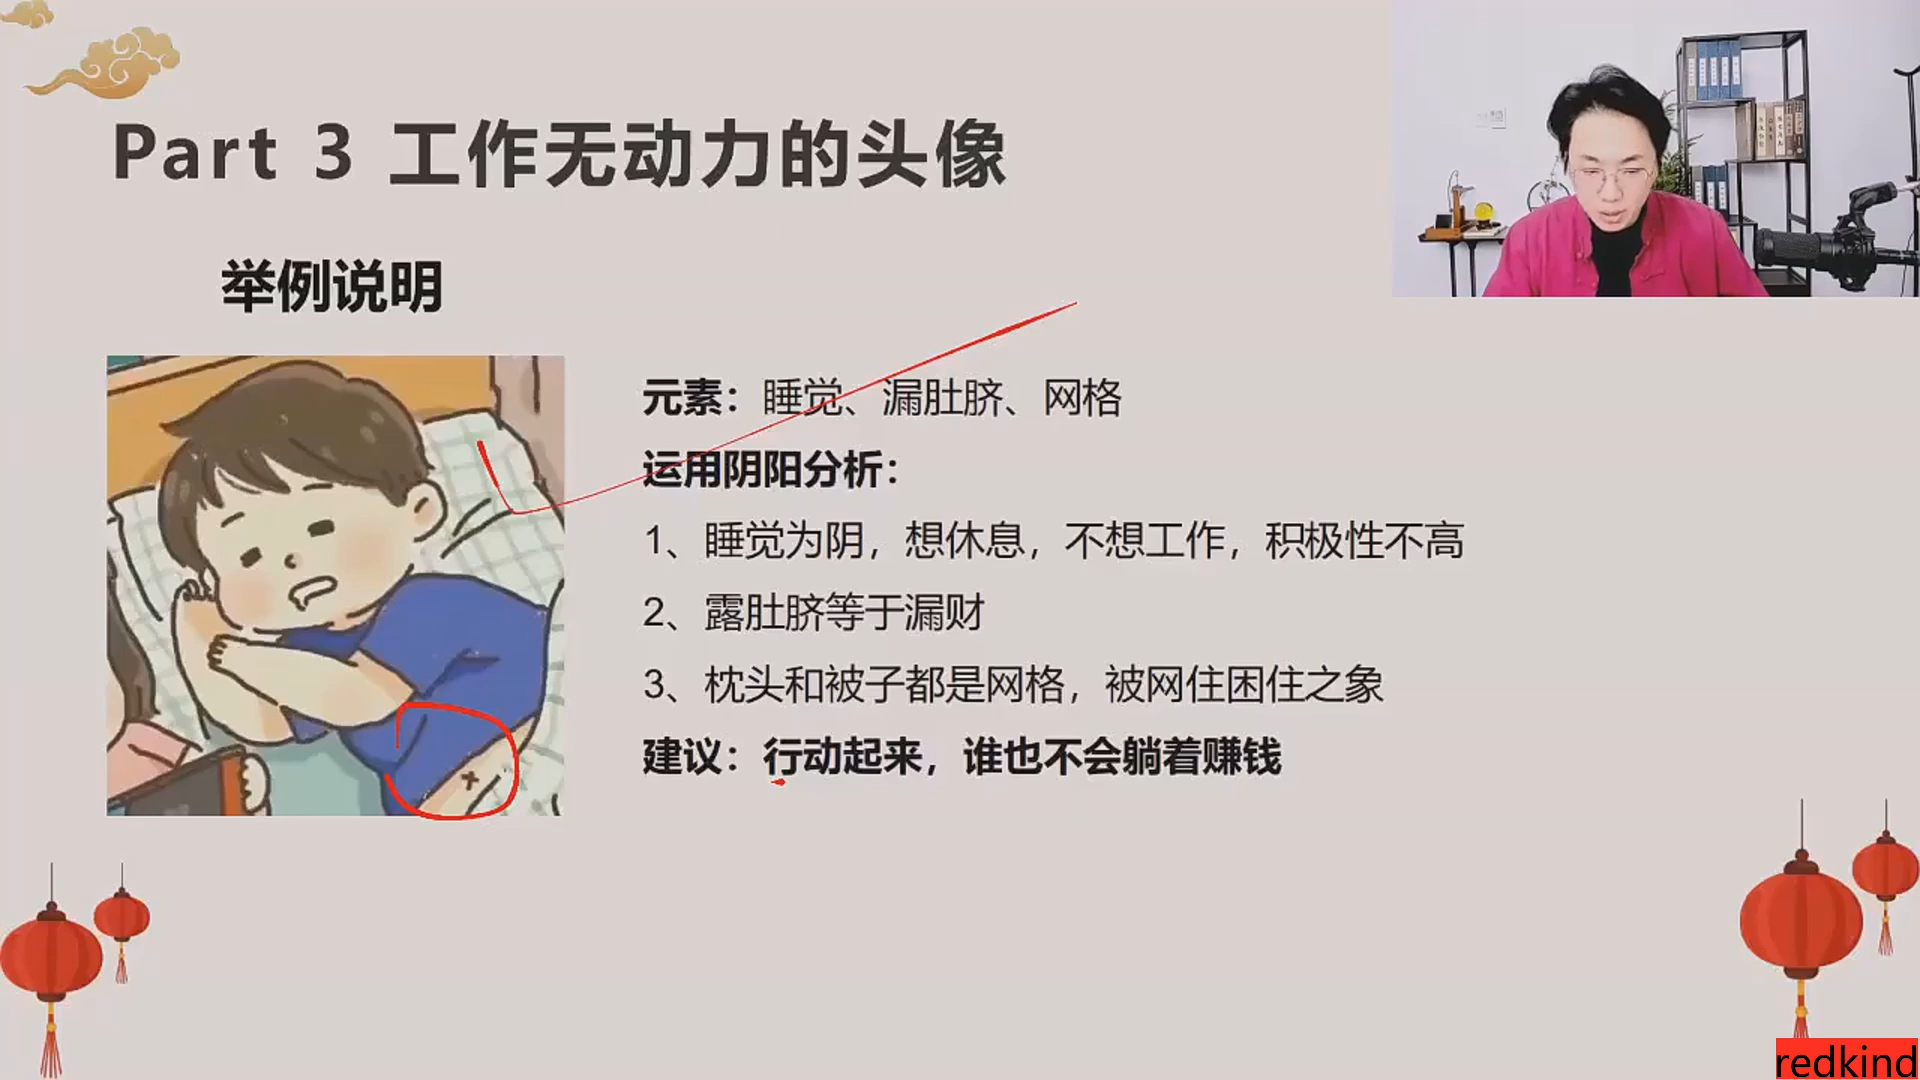 Part 3 工作无动力的头像
举例说明
元素：睡觉、漏肚脐、网格
运用阴阳分析：
1、睡觉为阴，想休息，不想工作，积极性不高
2、露肚脐等于漏财
3、枕头和被子都是网格，被网住困住之象
建议：行动起来，谁也不会躺着赚钱
redkind